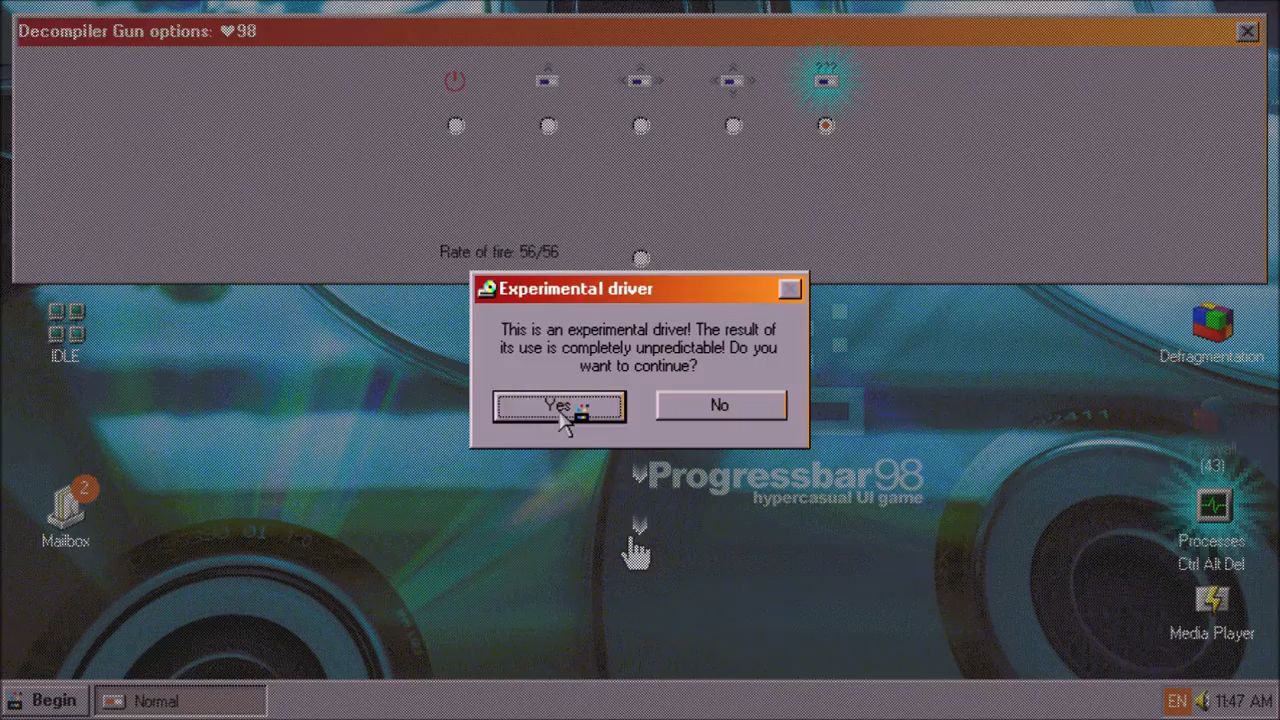 Decompiler Gun options: ♥98
???
Rate of fire: 56/56
Experimental driver
This is an experimental driver! The result of
its use is completely unpredictable! Do you
want to continue?
Yes
No
IDLE
Defragmentation
Mailbox
2
Progressbar98
hypercasual UI game
(43)
Processes
Ctrl Alt Del
Media Player
Begin
Normal
EN
11:47 AM